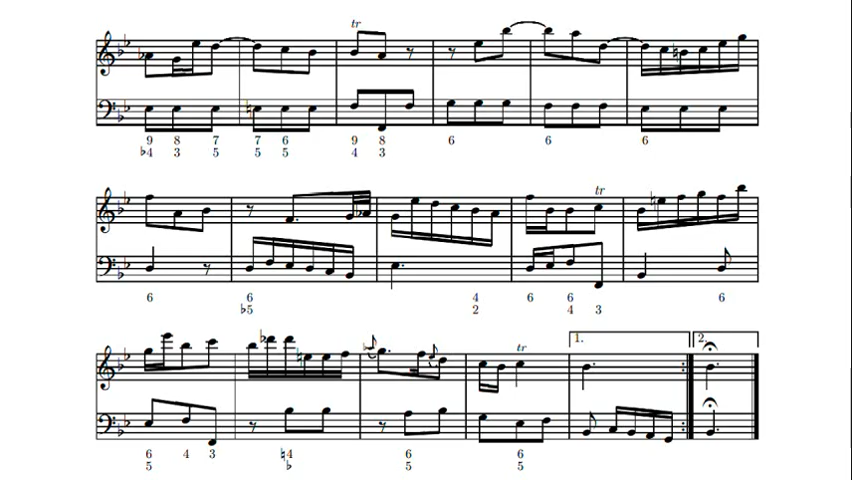 tr
9 8 7 7 6 9 8 6 6 6
♭4 3 5 5 5 4 3
tr
6 6 4 6 6 6
♭5 2 4 3
1. 2.
tr
6 4 3 ♮4 6 6
5 ♭ 5 5